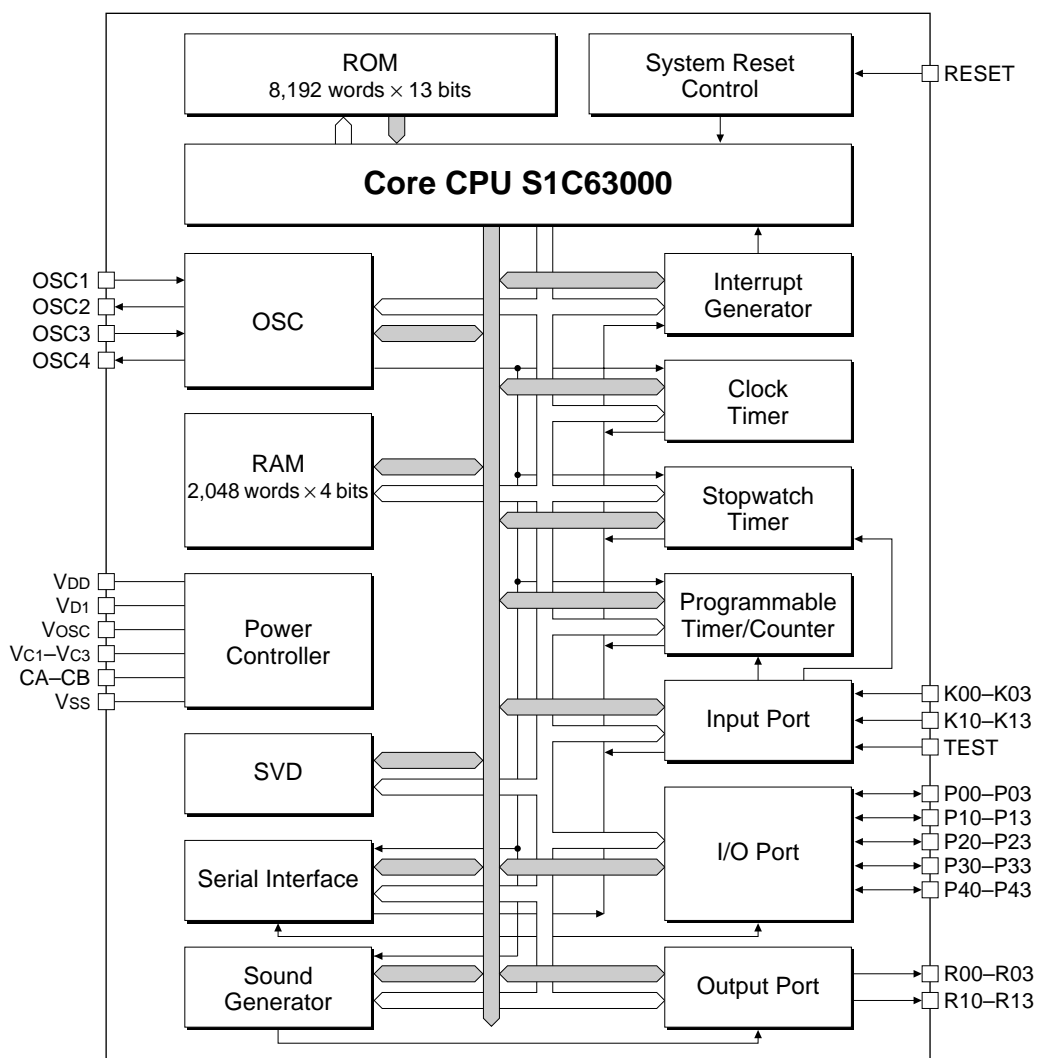 ROM
8,192 words × 13 bits
System Reset
Control
RESET
Core CPU S1C63000
OSC1
OSC2
OSC3
OSC4
OSC
Interrupt
Generator
Clock
Timer
RAM
2,048 words × 4 bits
Stopwatch
Timer
VDD
VD1
VOSC
VC1–VC3
CA–CB
VSS
Power
Controller
Programmable
Timer/Counter
Input Port
K00–K03
K10–K13
TEST
SVD
I/O Port
P00–P03
P10–P13
P20–P23
P30–P33
P40–P43
Serial Interface
Sound
Generator
Output Port
R00–R03
R10–R13